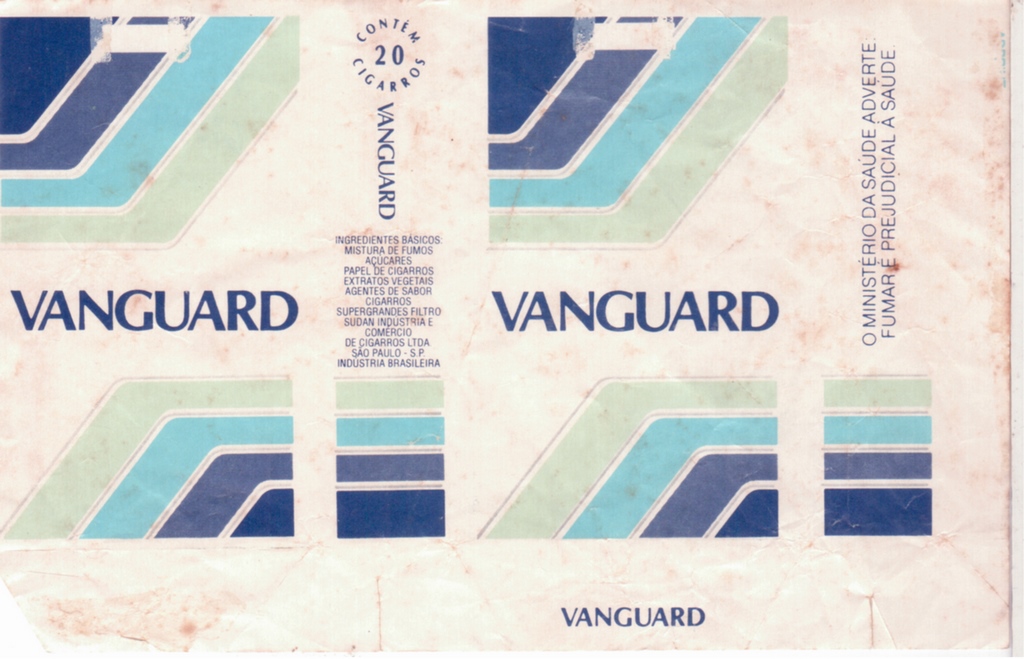 CONTÉM
20
CIGARROS
VANGUARD
INGREDIENTES BÁSICOS:
MISTURA DE FUMOS
AÇÚCARES
PAPEL DE CIGARROS
EXTRATOS VEGETAIS
AGENTES DE SABOR
CIGARROS
SUPERGRANDES FILTRO
SUDAN INDUSTRIA E
COMÉRCIO
DE CIGARROS LTDA
SÃO PAULO - S.P.
INDÚSTRIA BRASILEIRA
VANGUARD
VANGUARD
O MINISTÉRIO DA SAÚDE ADVERTE:
FUMAR É PREJUDICIAL À SAÚDE.
VANGUARD